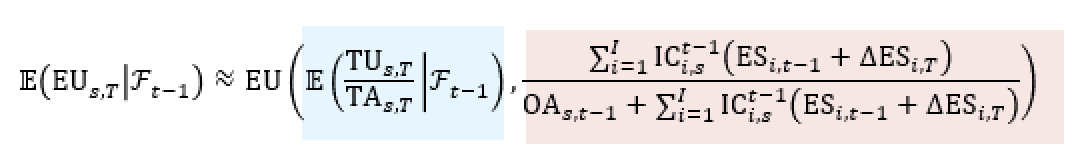 𝔼(EU_{s,T}|ℱ_{t−1}) ≈ EU(𝔼(TU_{s,T}/TA_{s,T}|ℱ_{t−1}), (∑_{i=1}^{I} IC_{i,s}^{t−1}(ES_{i,t−1} + ΔES_{i,T}))/(OA_{s,t−1} + ∑_{i=1}^{I} IC_{i,s}^{t−1}(ES_{i,t−1} + ΔES_{i,T})))